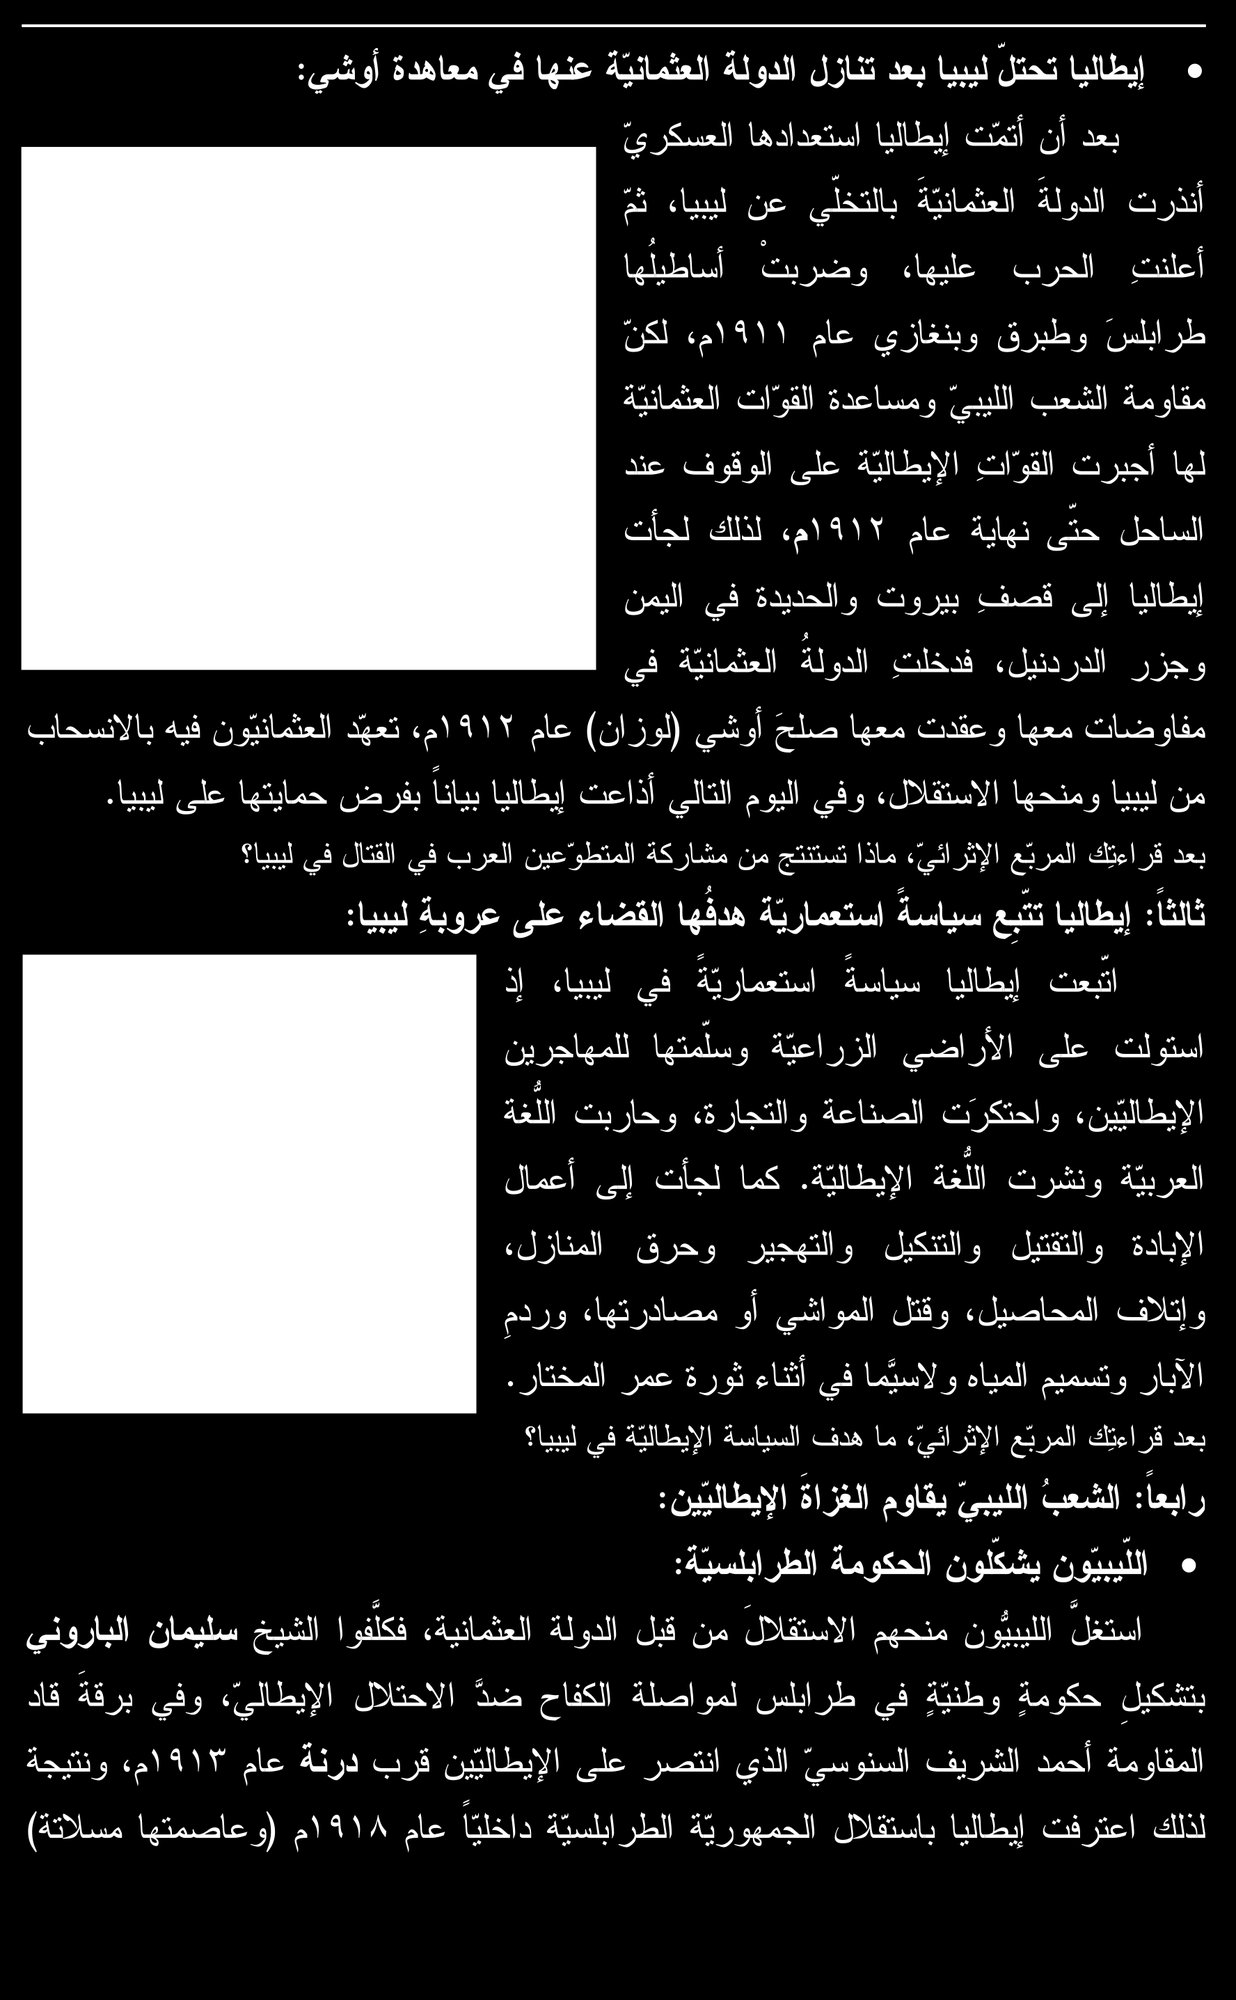 • إيطاليا تحتلّ ليبيا بعد تنازل الدولة العثمانيّة عنها في معاهدة أوشي:
بعد أن أتمّت إيطاليا استعدادها العسكريّ
أنذرت الدولةَ العثمانيّةَ بالتخلّي عن ليبيا، ثمّ
أعلنتِ الحرب عليها، وضربتْ أساطيلُها
طرابلسَ وطبرق وبنغازي عام ١٩١١م، لكنّ
مقاومة الشعب الليبيّ ومساعدة القوّات العثمانيّة
لها أجبرت القوّاتِ الإيطاليّة على الوقوف عند
الساحل حتّى نهاية عام ١٩١٢م، لذلك لجأت
إيطاليا إلى قصفِ بيروت والحديدة في اليمن
وجزر الدردنيل، فدخلتِ الدولةُ العثمانيّة في
مفاوضات معها وعقدت معها صلحَ أوشي (لوزان) عام ١٩١٢م، تعهّد العثمانيّون فيه بالانسحاب
من ليبيا ومنحها الاستقلال، وفي اليوم التالي أذاعت إيطاليا بياناً بفرض حمايتها على ليبيا.
بعد قراءتِك المربّع الإثرائيّ، ماذا تستنتج من مشاركة المتطوّعين العرب في القتال في ليبيا؟
ثالثاً: إيطاليا تتّبِع سياسةً استعماريّة هدفُها القضاء على عروبةِ ليبيا:
اتّبعت إيطاليا سياسةً استعماريّةً في ليبيا، إذ
استولت على الأراضي الزراعيّة وسلّمتها للمهاجرين
الإيطاليّين، واحتكرَت الصناعة والتجارة، وحاربت اللُّغة
العربيّة ونشرت اللُّغة الإيطاليّة. كما لجأت إلى أعمال
الإبادة والتقتيل والتنكيل والتهجير وحرق المنازل،
وإتلاف المحاصيل، وقتل المواشي أو مصادرتها، وردمِ
الآبار وتسميم المياه ولاسيَّما في أثناء ثورة عمر المختار.
بعد قراءتِك المربّع الإثرائيّ، ما هدف السياسة الإيطاليّة في ليبيا؟
رابعاً: الشعبُ الليبيّ يقاوم الغزاةَ الإيطاليّين:
• اللّيبيّون يشكّلون الحكومة الطرابلسيّة:
استغلَّ الليبيُّون منحهم الاستقلالَ من قبل الدولة العثمانية، فكلَّفوا الشيخ سليمان الباروني
بتشكيلِ حكومةٍ وطنيّةٍ في طرابلس لمواصلة الكفاح ضدَّ الاحتلال الإيطاليّ، وفي برقةَ قاد
المقاومة أحمد الشريف السنوسيّ الذي انتصر على الإيطاليّين قرب درنة عام ١٩١٣م، ونتيجة
لذلك اعترفت إيطاليا باستقلال الجمهوريّة الطرابلسيّة داخليّاً عام ١٩١٨م (وعاصمتها مسلاتة)